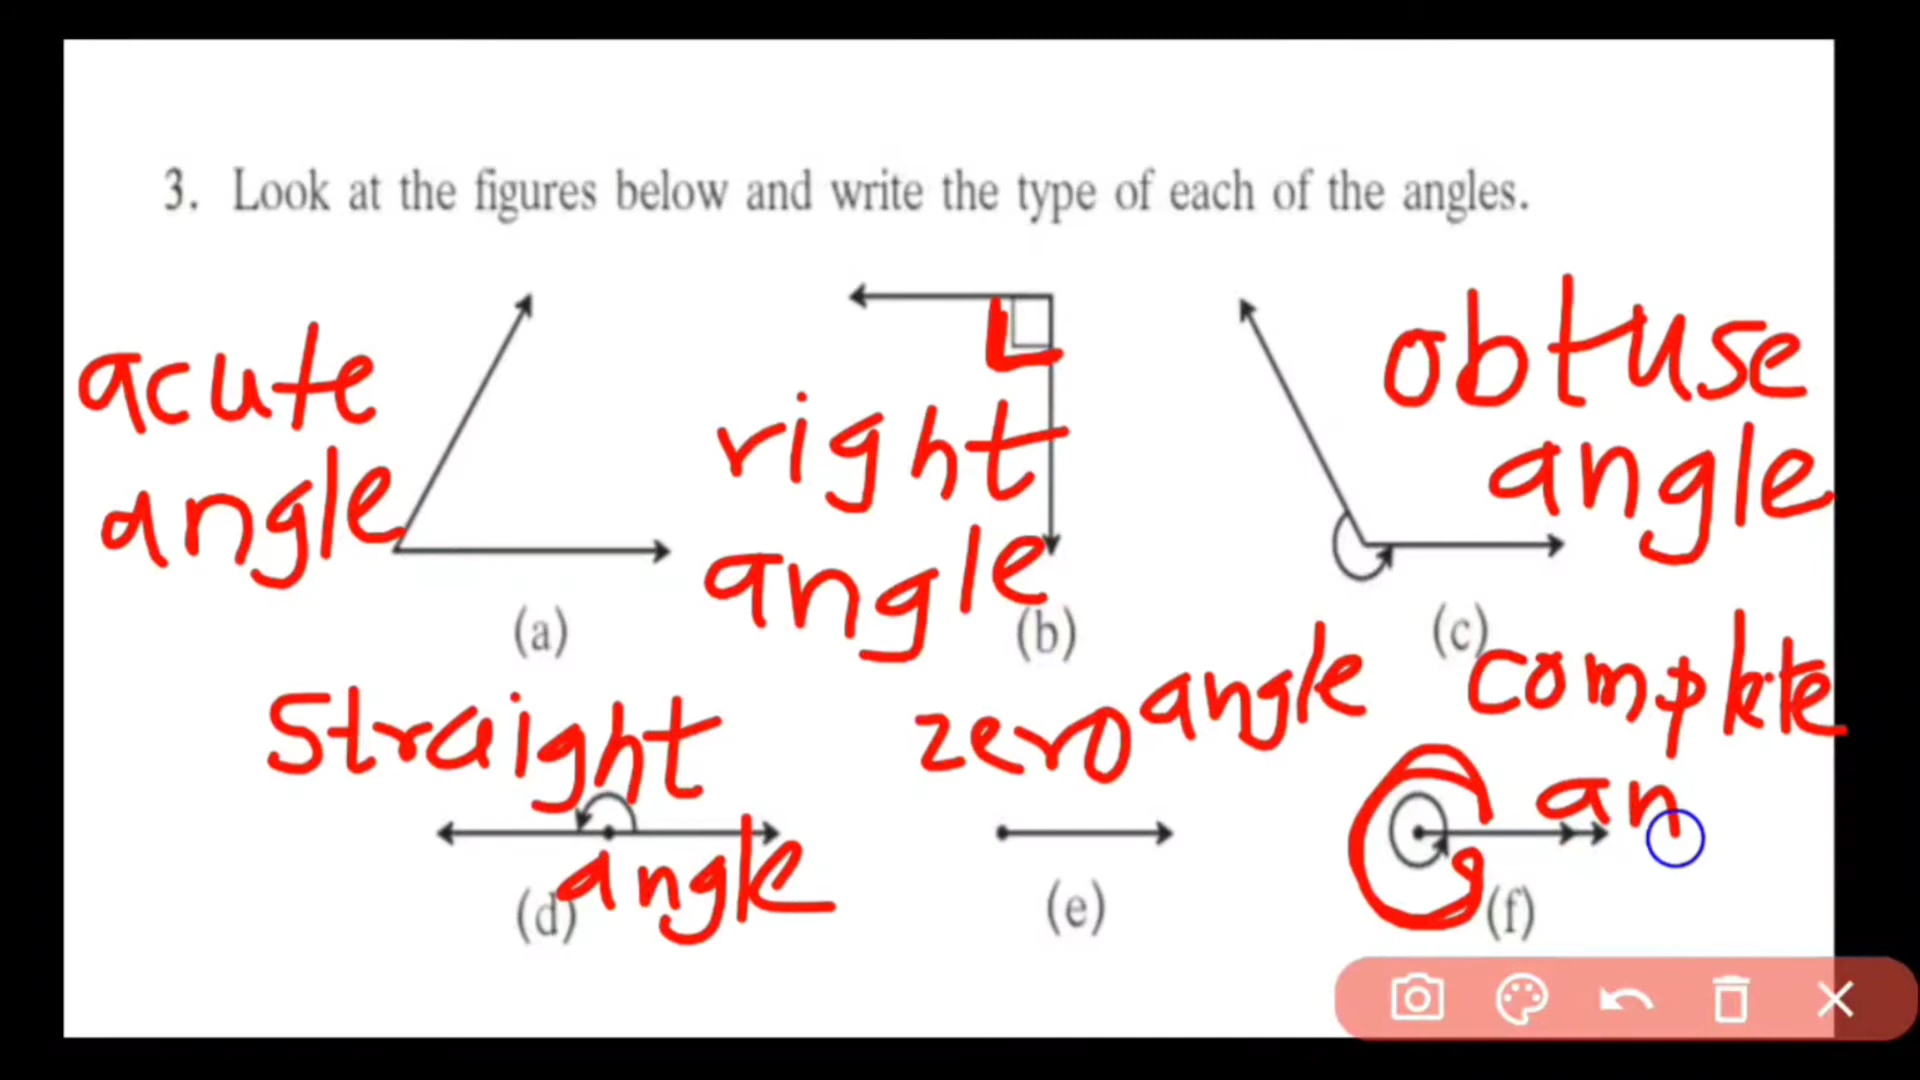 3. Look at the figures below and write the type of each of the angles.
acute
angle
right
angle
obtuse
angle
(a)
(b)
(c)
straight
angle
zero angle
complete
an
(d)
(e)
(f)